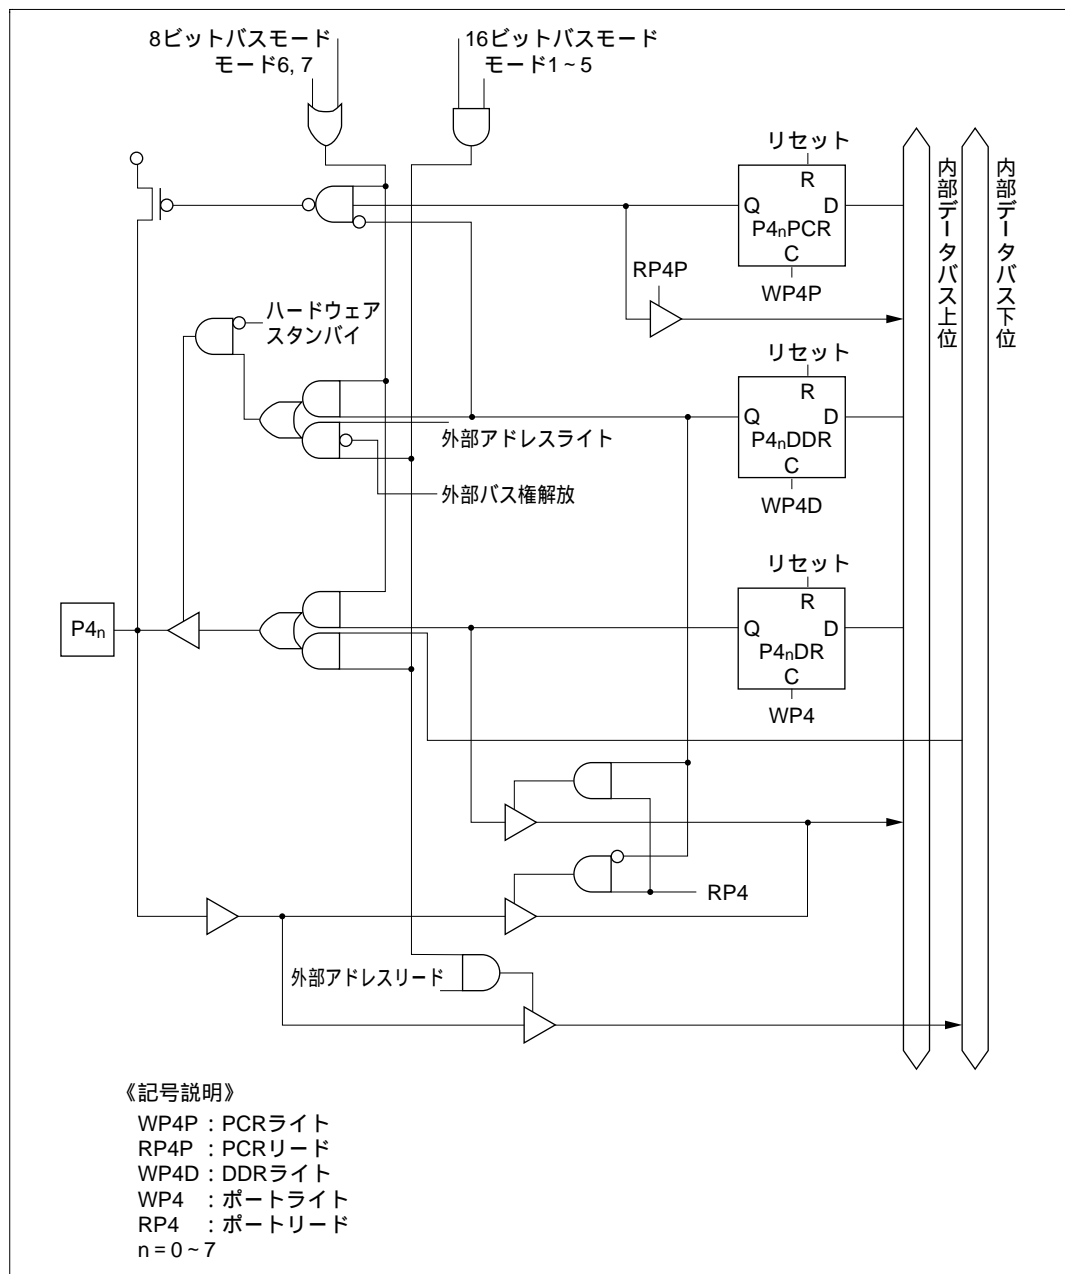 8ビットバスモード
モード6, 7
16ビットバスモード
モード1～5
リセット
R
Q
D
P4nPCR
C
WP4P
RP4P
内部データバス上位
内部データバス下位
ハードウェア
スタンバイ
リセット
R
Q
D
P4nDDR
C
WP4D
外部アドレスライト
外部バス権解放
リセット
R
Q
D
P4nDR
C
WP4
P4n
RP4
外部アドレスリード
《記号説明》
WP4P : PCRライト
RP4P : PCRリード
WP4D : DDRライト
WP4 : ポートライト
RP4 : ポートリード
n = 0～7